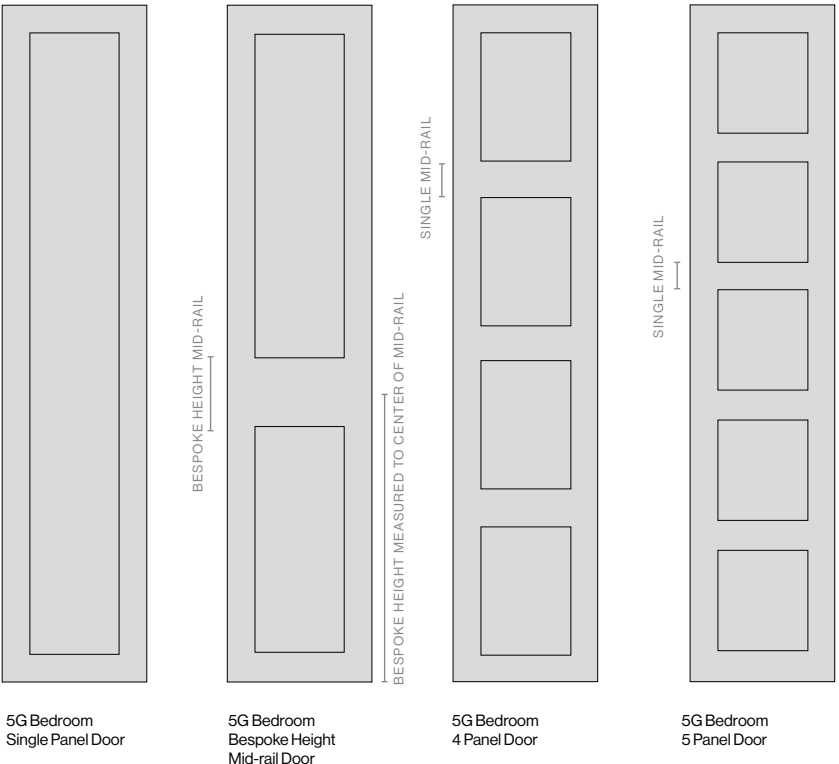 SINGLE MID-RAIL
SINGLE MID-RAIL
BESPOKE HEIGHT MID-RAIL
BESPOKE HEIGHT MEASURED TO CENTER OF MID-RAIL
5G Bedroom
Single Panel Door
5G Bedroom
Bespoke Height
Mid-rail Door
5G Bedroom
4 Panel Door
5G Bedroom
5 Panel Door